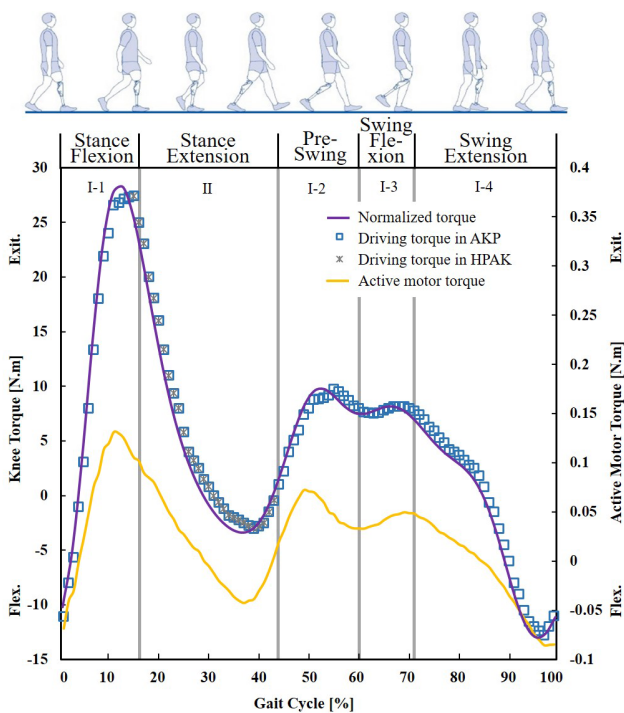 Stance
Flexion
Stance
Extension
Pre-
Swing
Swing
Fle-
xion
Swing
Extension
I-1
II
I-2
I-3
I-4
Normalized torque
Driving torque in AKP
Driving torque in HPAK
Active motor torque
30
25
20
15
10
5
0
-5
-10
-15
Exit.
Knee Torque [N.m]
Flex.
0.4
0.3
0.2
0.15
0.1
0.05
0
-0.05
-0.1
Exit.
Active Motor Torque [N.m]
Flex.
0 10 20 30 40 50 60 70 80 90 100
Gait Cycle [%]